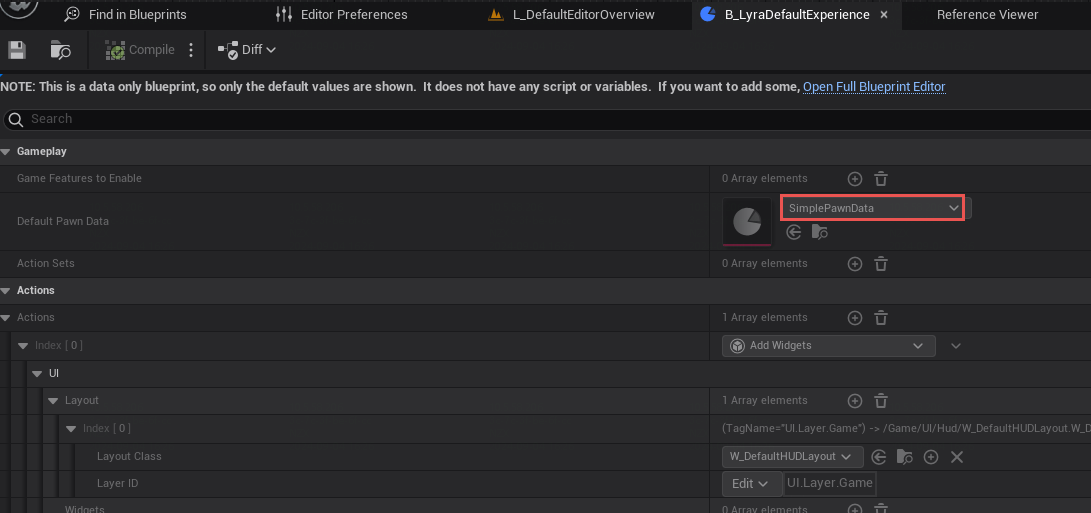 Find in Blueprints
Editor Preferences
L_DefaultEditorOverview
B_LyraDefaultExperience
Reference Viewer
Compile
Diff
NOTE: This is a data only blueprint, so only the default values are shown.  It does not have any script or variables.  If you want to add some, Open Full Blueprint Editor
Search
Gameplay
Game Features to Enable
0 Array elements
Default Pawn Data
SimplePawnData
Action Sets
0 Array elements
Actions
Actions
1 Array elements
Index [ 0 ]
Add Widgets
UI
Layout
1 Array elements
Index [ 0 ]
(TagName="UI.Layer.Game") -> /Game/UI/Hud/W_DefaultHUDLayout.W_D
Layout Class
W_DefaultHUDLayout
Layer ID
Edit
UI.Layer.Game
Widgets
0 Array elements